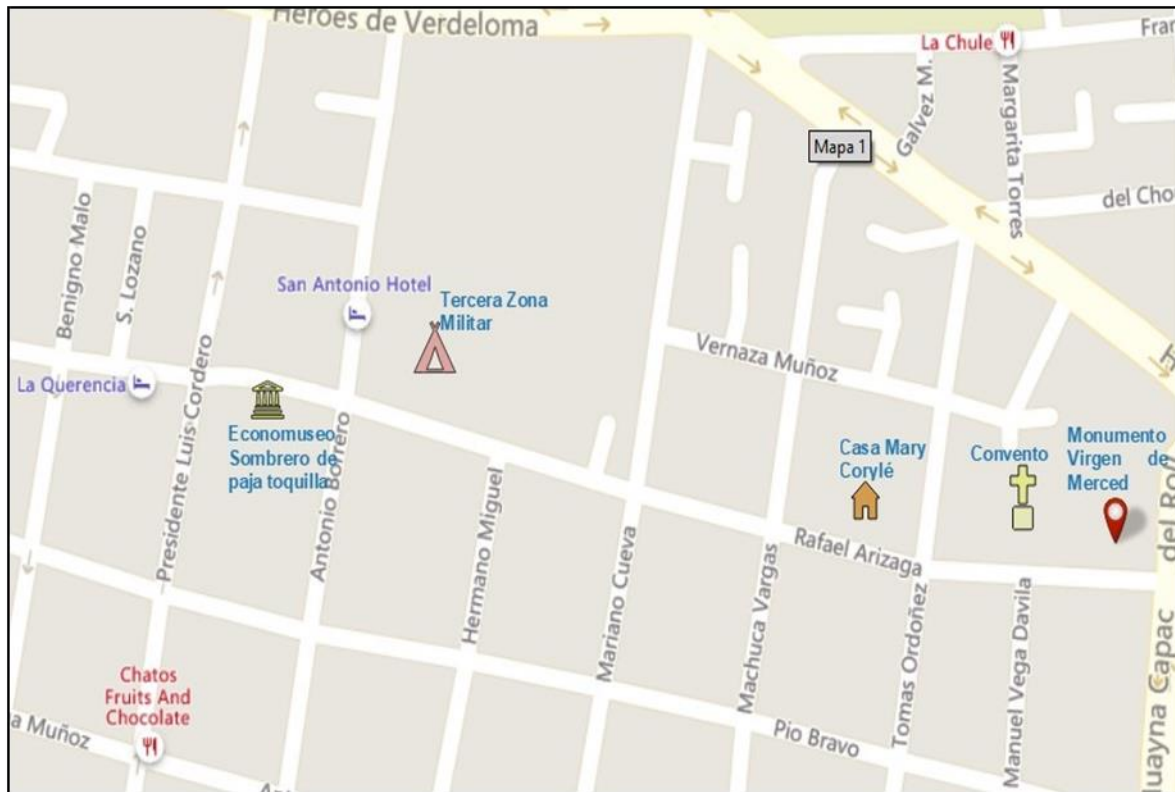 Heroes de Verdeloma
Fran
La Chule
Galvez M.
Margarita Torres
Mapa 1
del Cho
Benigno Malo
S. Lozano
San Antonio Hotel
Tercera Zona
Militar
Presidente Luis Cordero
La Querencia
Vernaza Muñoz
Economuseo
Sombrero de
paja toquilla
Antonio Borrero
Hermano Miguel
Mariano Cueva
Machuca Vargas
Casa Mary
Corylé
Convento
Monumento
Virgen de
Merced
Rafael Arizaga
Tomas Ordoñez
Manuel Vega Davila
uayna Capac
del Rol
Chatos
Fruits And
Chocolate
a Muñoz
Pio Bravo